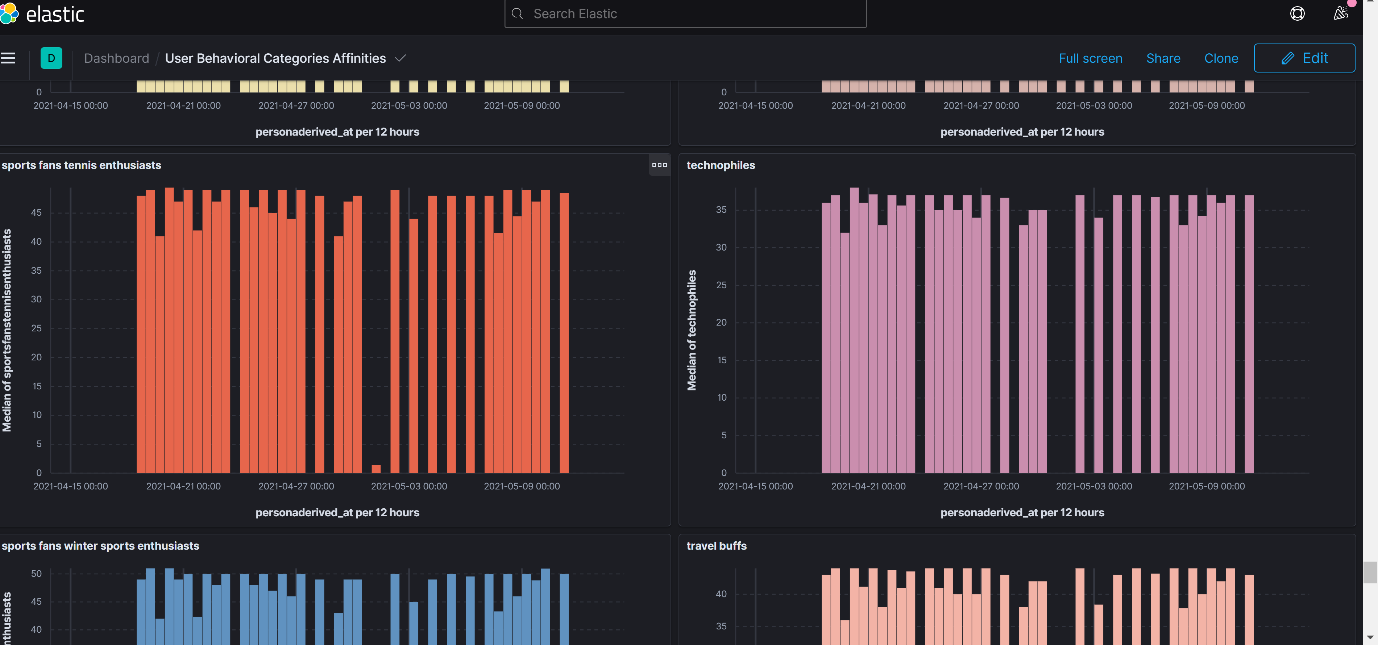 elastic
Search Elastic
D
Dashboard / User Behavioral Categories Affinities
Full screen
Share
Clone
Edit
0
2021-04-15 00:00 2021-04-21 00:00 2021-04-27 00:00 2021-05-03 00:00 2021-05-09 00:00
personaderived_at per 12 hours
0
2021-04-15 00:00 2021-04-21 00:00 2021-04-27 00:00 2021-05-03 00:00 2021-05-09 00:00
personaderived_at per 12 hours
sports fans tennis enthusiasts
Median of sportsfanstennisenthusiasts
45
40
35
30
25
20
15
10
5
0
2021-04-15 00:00 2021-04-21 00:00 2021-04-27 00:00 2021-05-03 00:00 2021-05-09 00:00
personaderived_at per 12 hours
technophiles
Median of technophiles
35
30
25
20
15
10
5
0
2021-04-15 00:00 2021-04-21 00:00 2021-04-27 00:00 2021-05-03 00:00 2021-05-09 00:00
personaderived_at per 12 hours
sports fans winter sports enthusiasts
nthusiasts
50
45
40
travel buffs
40
35